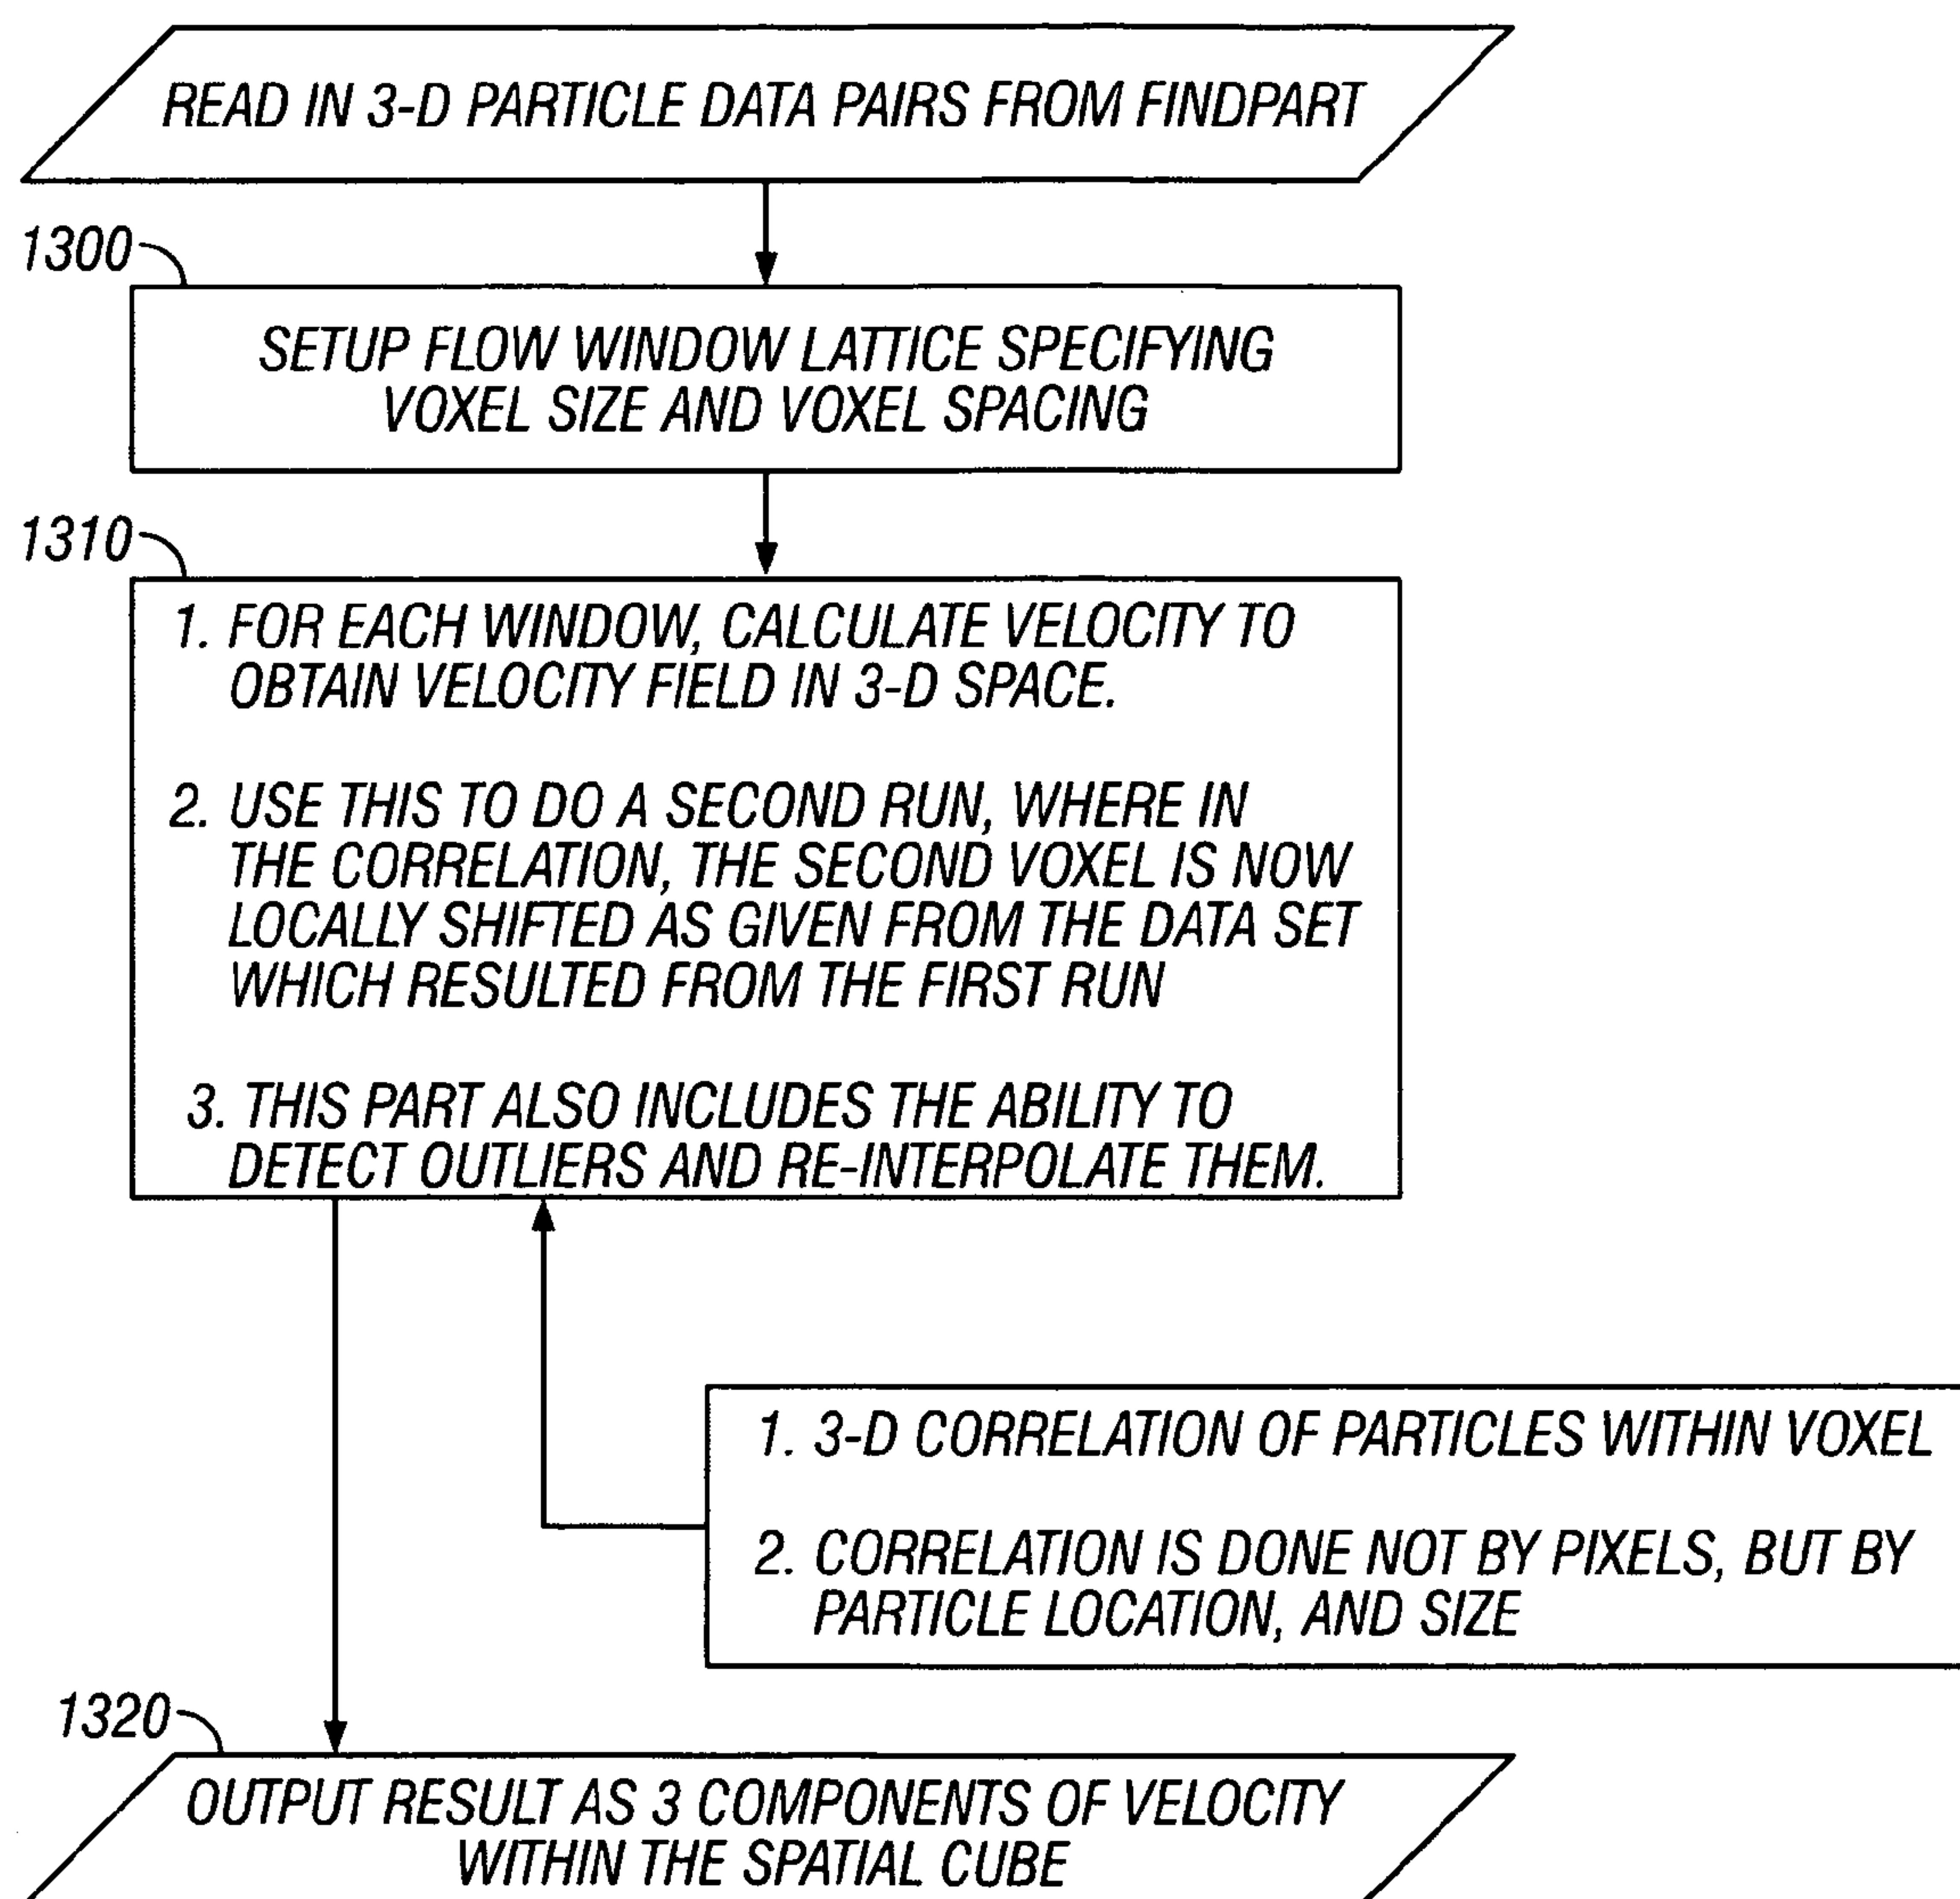 READ IN 3-D PARTICLE DATA PAIRS FROM FINDPART
1300
SETUP FLOW WINDOW LATTICE SPECIFYING
VOXEL SIZE AND VOXEL SPACING
1310
1. FOR EACH WINDOW, CALCULATE VELOCITY TO
OBTAIN VELOCITY FIELD IN 3-D SPACE.
2. USE THIS TO DO A SECOND RUN, WHERE IN
THE CORRELATION, THE SECOND VOXEL IS NOW
LOCALLY SHIFTED AS GIVEN FROM THE DATA SET
WHICH RESULTED FROM THE FIRST RUN
3. THIS PART ALSO INCLUDES THE ABILITY TO
DETECT OUTLIERS AND RE-INTERPOLATE THEM.
1. 3-D CORRELATION OF PARTICLES WITHIN VOXEL
2. CORRELATION IS DONE NOT BY PIXELS, BUT BY
PARTICLE LOCATION, AND SIZE
1320
OUTPUT RESULT AS 3 COMPONENTS OF VELOCITY
WITHIN THE SPATIAL CUBE